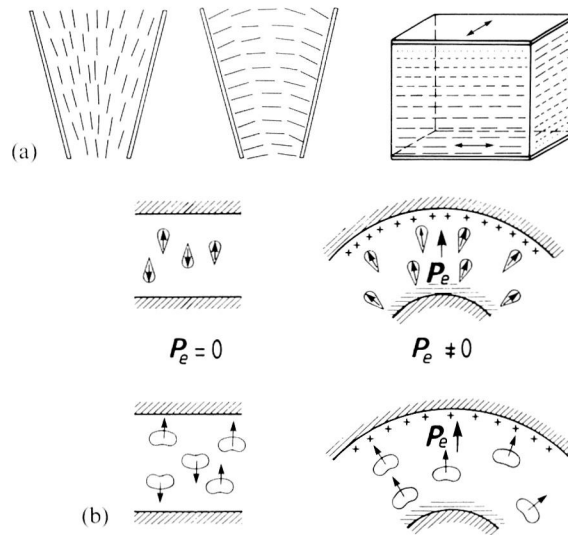 (a)
+ + + + + + + + +
P_e
P_e = 0
P_e ≠ 0
+ + + + + + + + +
P_e
(b)